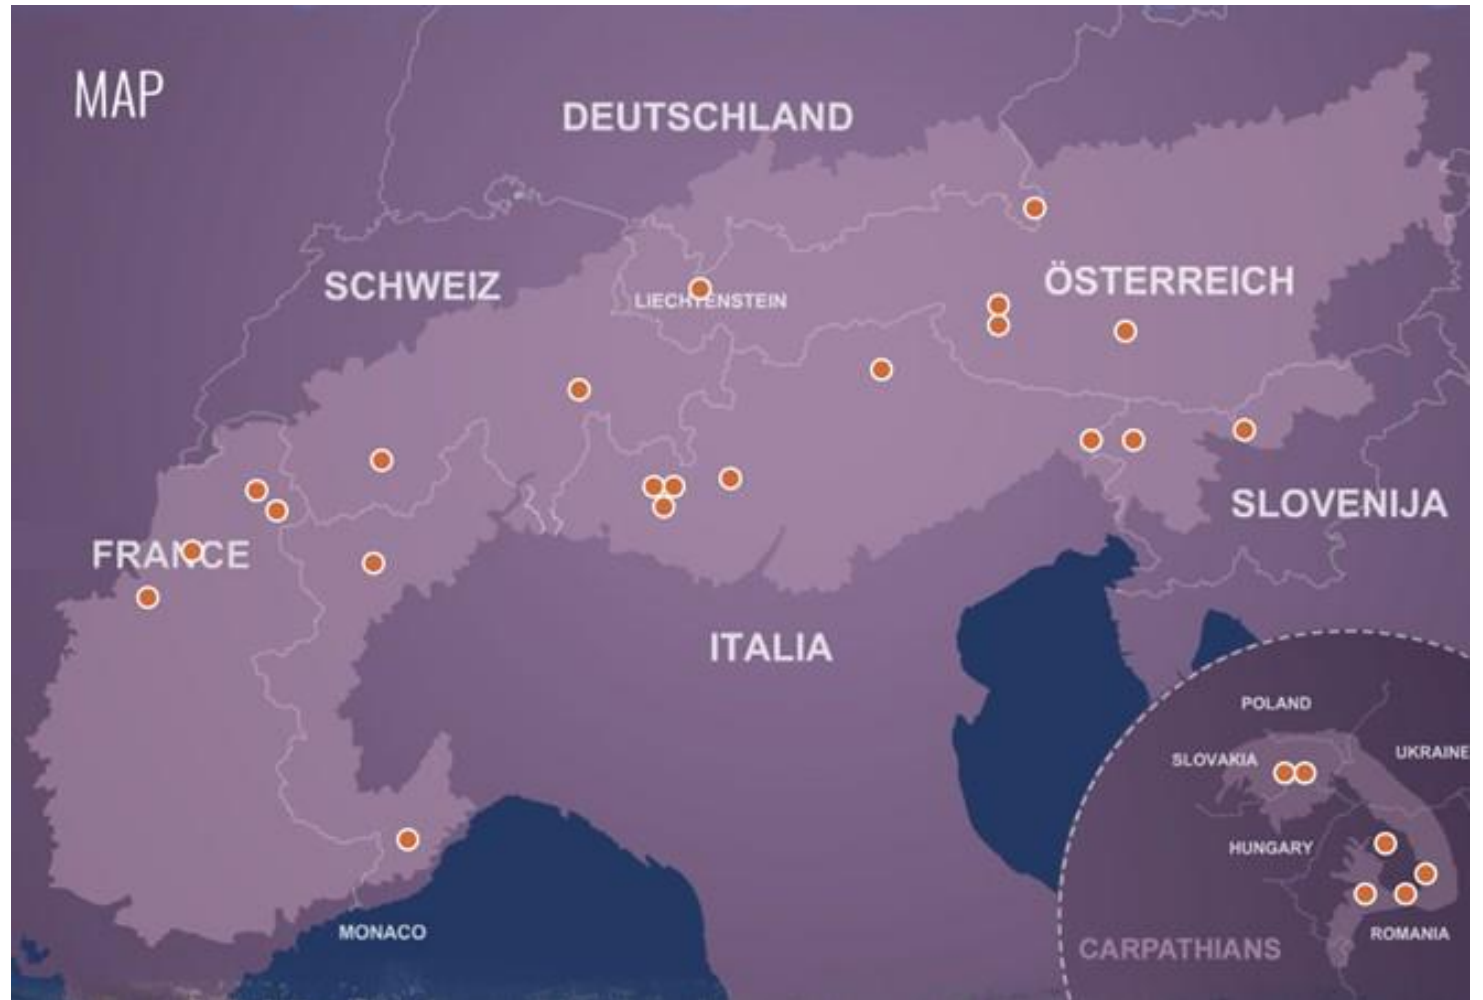 MAP
DEUTSCHLAND
SCHWEIZ
ÖSTERREICH
LIECHTENSTEIN
SLOVENIJA
FRANCE
ITALIA
POLAND
SLOVAKIA
UKRAINE
HUNGARY
ROMANIA
MONACO
CARPATHIANS